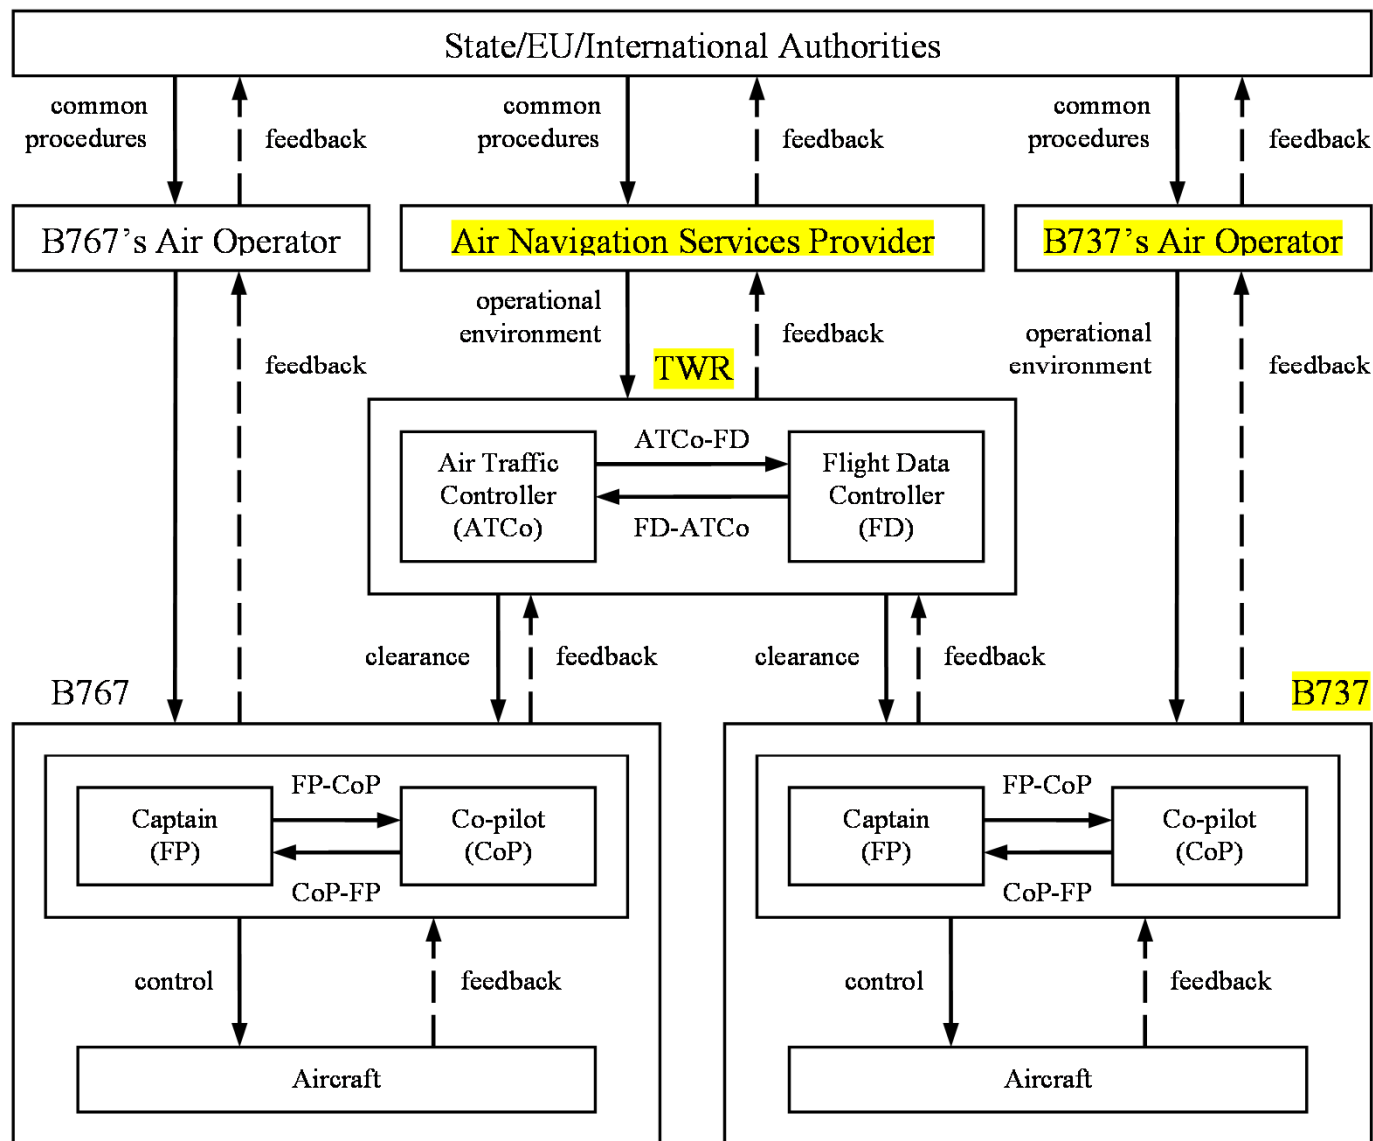 State/EU/International Authorities
common
procedures
feedback
common
procedures
feedback
common
procedures
feedback
B767’s Air Operator
Air Navigation Services Provider
B737’s Air Operator
feedback
operational
environment
feedback
operational
environment
feedback
TWR
Air Traffic
Controller
(ATCo)
ATCo-FD
FD-ATCo
Flight Data
Controller
(FD)
clearance
feedback
clearance
feedback
B767
B737
Captain
(FP)
FP-CoP
CoP-FP
Co-pilot
(CoP)
Captain
(FP)
FP-CoP
CoP-FP
Co-pilot
(CoP)
control
feedback
control
feedback
Aircraft
Aircraft